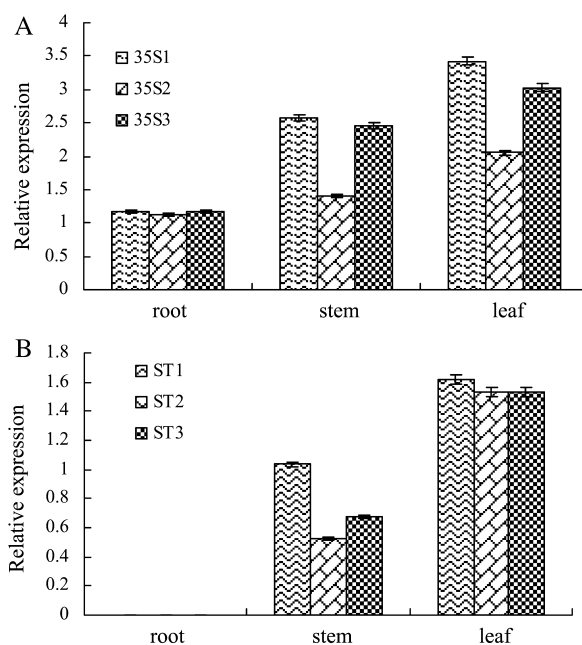 A
4
3.5
3
2.5
2
1.5
1
0.5
0
Relative expression
35S1
35S2
35S3
root stem leaf
B
1.8
1.6
1.4
1.2
1
0.8
0.6
0.4
0.2
0
Relative expression
ST1
ST2
ST3
root stem leaf